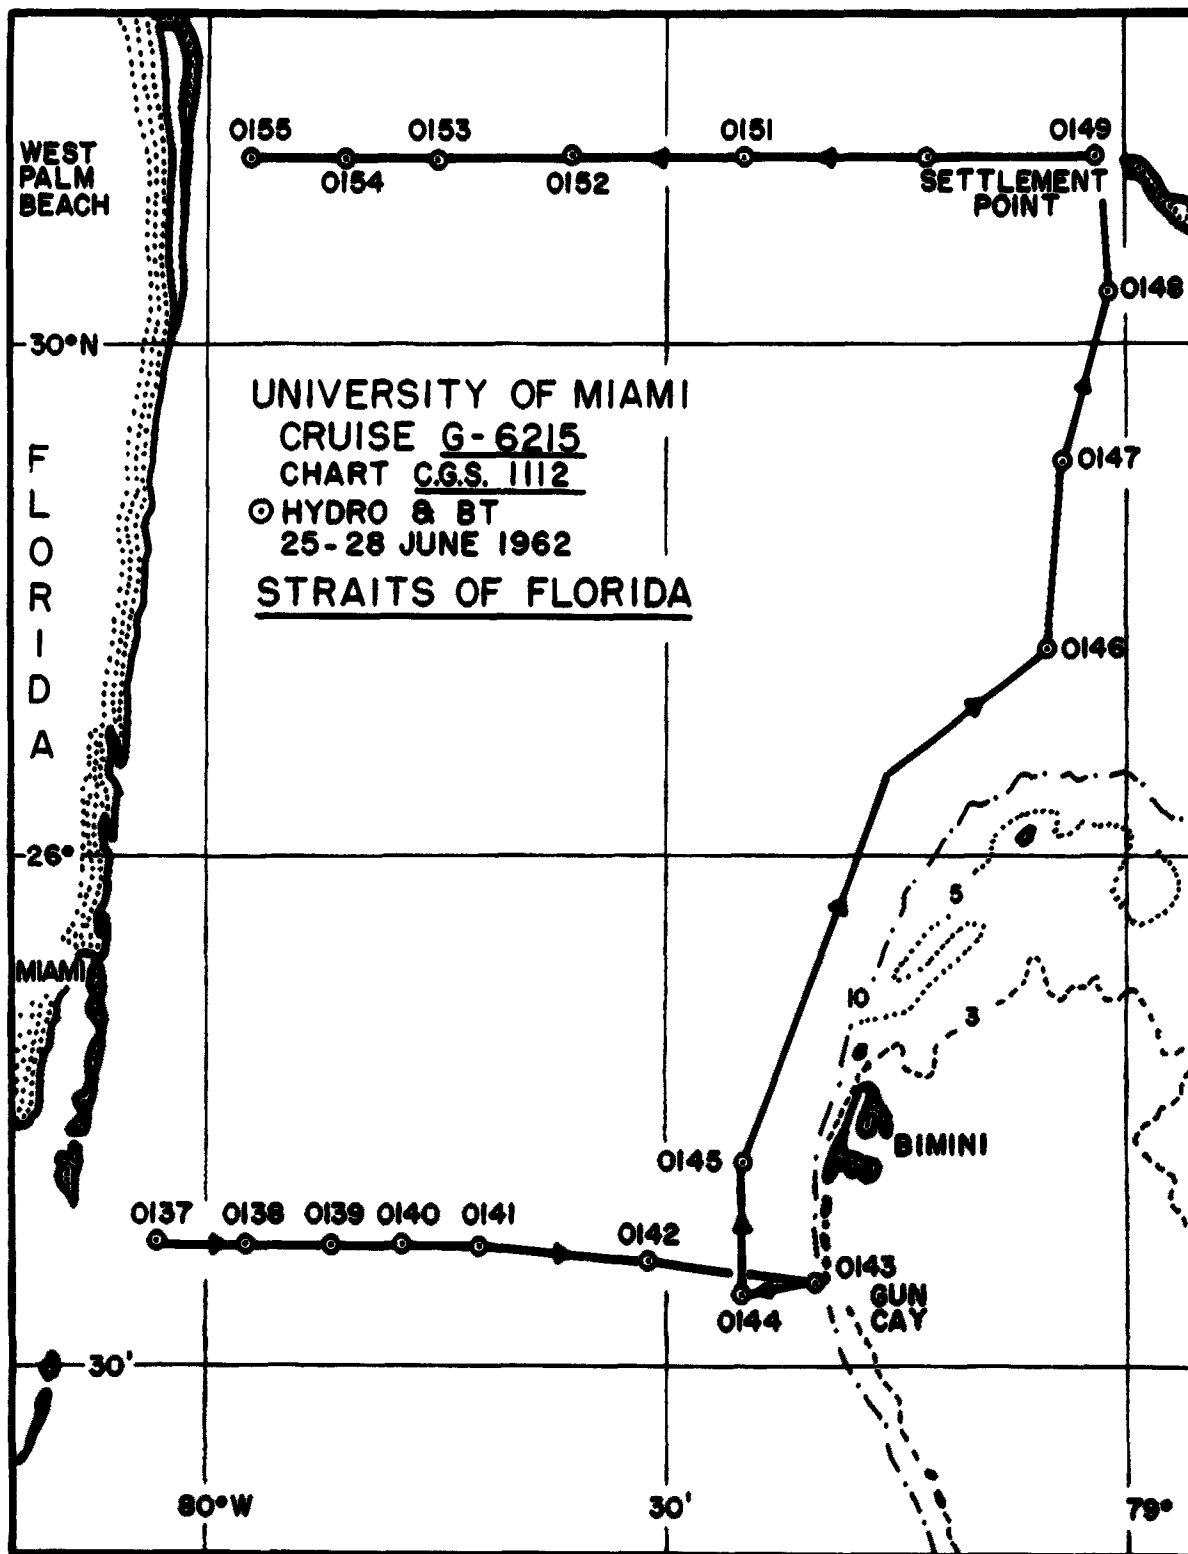 0155
0153
0151
0149
WEST
PALM
BEACH
0154
0152
SETTLEMENT
POINT
0148
30°N
UNIVERSITY OF MIAMI
CRUISE G-6215
CHART C.G.S. 1112
HYDRO & BT
25-28 JUNE 1962
STRAITS OF FLORIDA
FLORIDA
0147
0146
26°
5
MIAMI
10
3
BIMINI
0145
0137
0138
0139
0140
0141
0142
0143
GUN
CAY
0144
30'
80°W
30'
79°